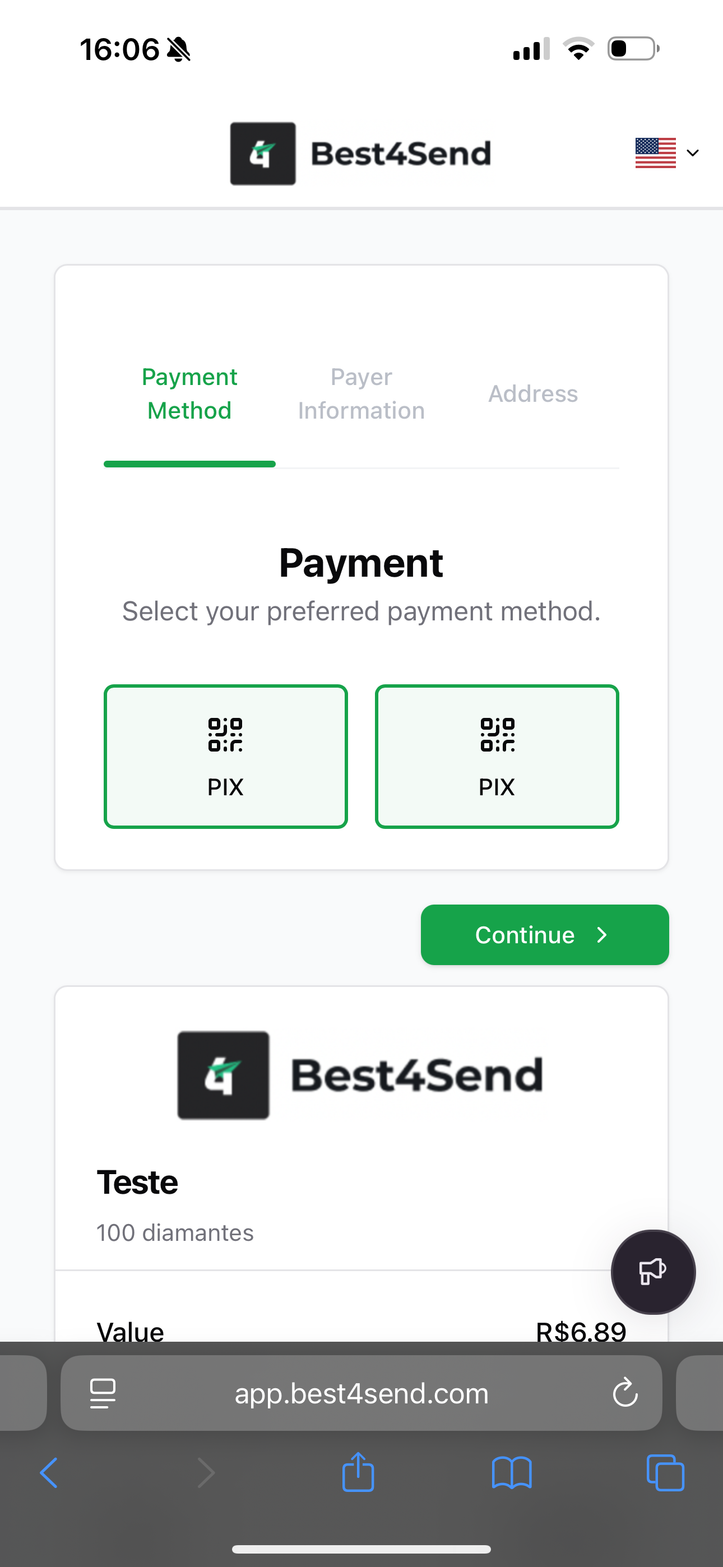 16:06
Best4Send
Payment
Method
Payer
Information
Address
Payment
Select your preferred payment method.
PIX
PIX
Continue
Best4Send
Teste
100 diamantes
Value R$6.89
app.best4send.com